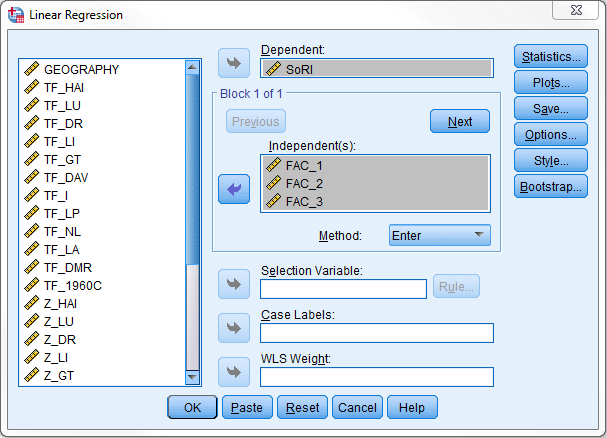 Linear Regression
GEOGRAPHY
TF_HAI
TF_LU
TF_DR
TF_LI
TF_GT
TF_DAV
TF_I
TF_LP
TF_NL
TF_LA
TF_DMR
TF_1960C
Z_HAI
Z_LU
Z_DR
Z_LI
Z_GT
Dependent:
SoRI
Block 1 of 1
Previous
Next
Independent(s):
FAC_1
FAC_2
FAC_3
Method:
Enter
Selection Variable:
Rule...
Case Labels:
WLS Weight:
Statistics...
Plots...
Save...
Options...
Style...
Bootstrap...
OK
Paste
Reset
Cancel
Help